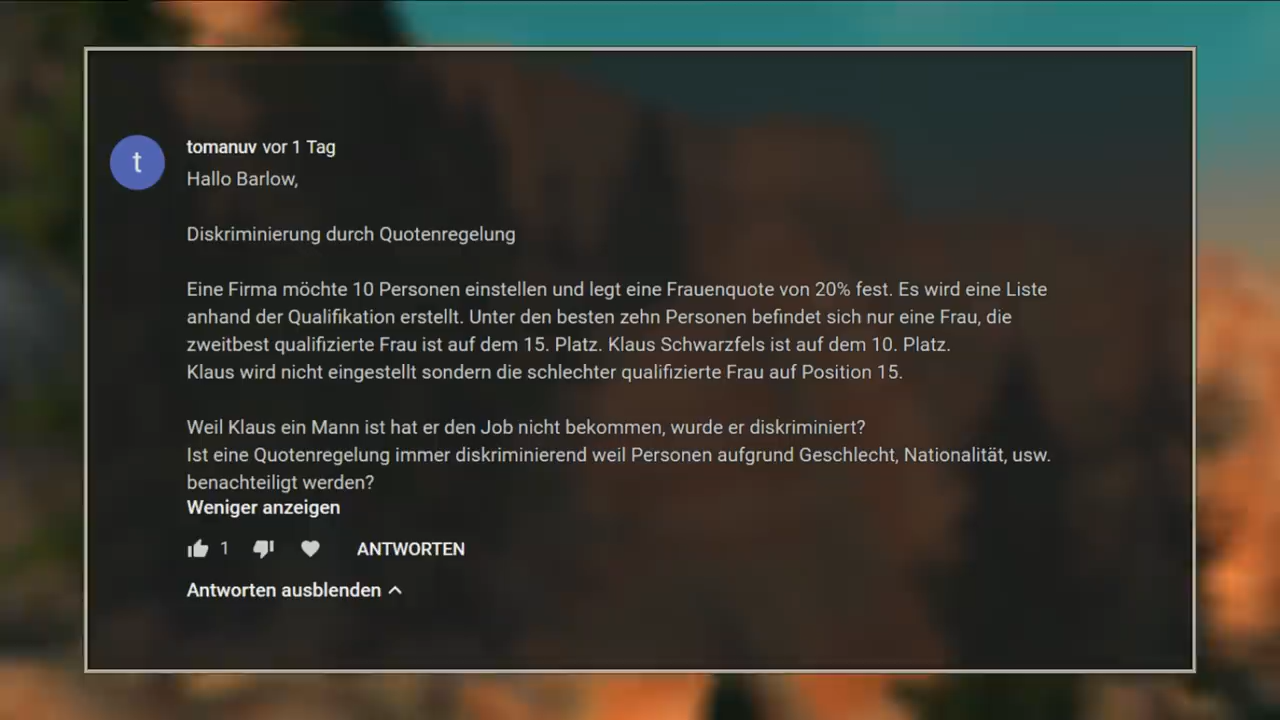 t
tomanuv vor 1 Tag
Hallo Barlow,
Diskriminierung durch Quotenregelung
Eine Firma möchte 10 Personen einstellen und legt eine Frauenquote von 20% fest. Es wird eine Liste
anhand der Qualifikation erstellt. Unter den besten zehn Personen befindet sich nur eine Frau, die
zweitbest qualifizierte Frau ist auf dem 15. Platz. Klaus Schwarzfels ist auf dem 10. Platz.
Klaus wird nicht eingestellt sondern die schlechter qualifizierte Frau auf Position 15.
Weil Klaus ein Mann ist hat er den Job nicht bekommen, wurde er diskriminiert?
Ist eine Quotenregelung immer diskriminierend weil Personen aufgrund Geschlecht, Nationalität, usw.
benachteiligt werden?
Weniger anzeigen
1 ANTWORTEN
Antworten ausblenden